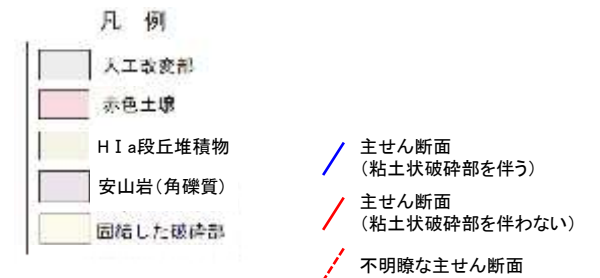 凡 例
人工改変部
赤色土壌
HⅠa段丘堆積物
安山岩(角礫質)
固結した破砕部
主せん断面
(粘土状破砕部を伴う)
主せん断面
(粘土状破砕部を伴わない)
不明瞭な主せん断面